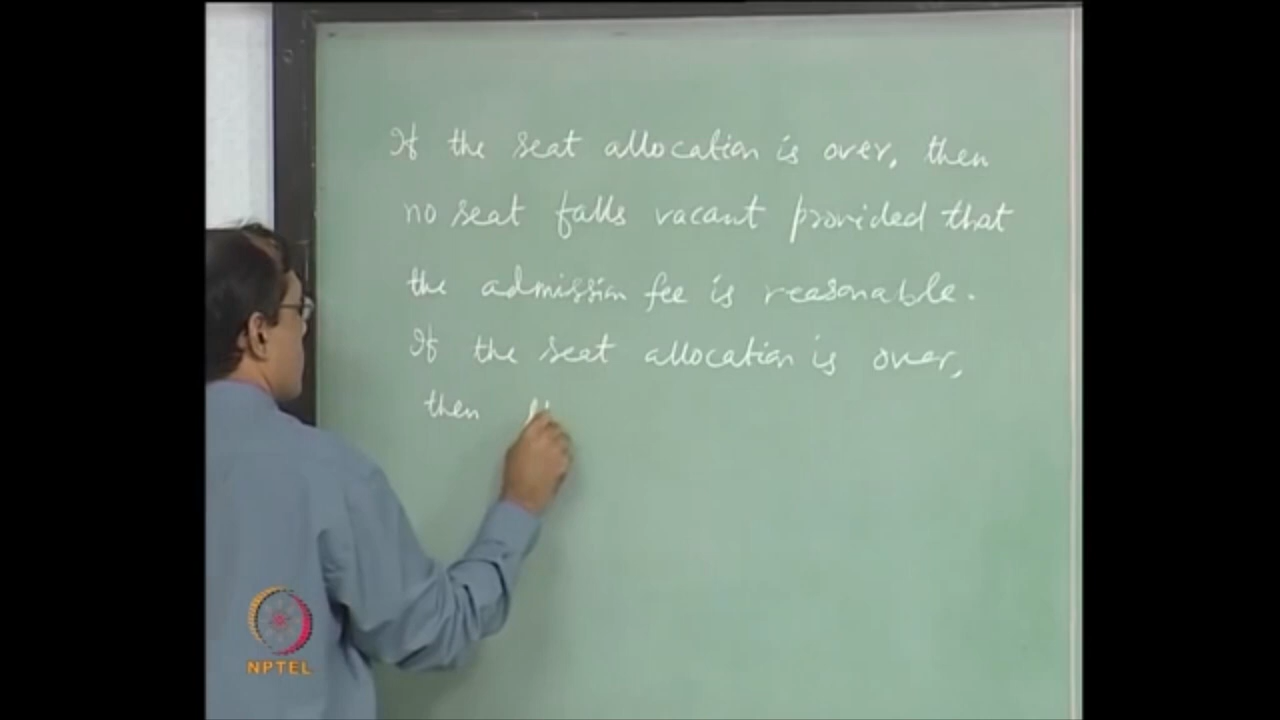 If the seat allocation is over, then
no seat falls vacant provided that
the admission fee is reasonable.
If the seat allocation is over,
then
NPTEL